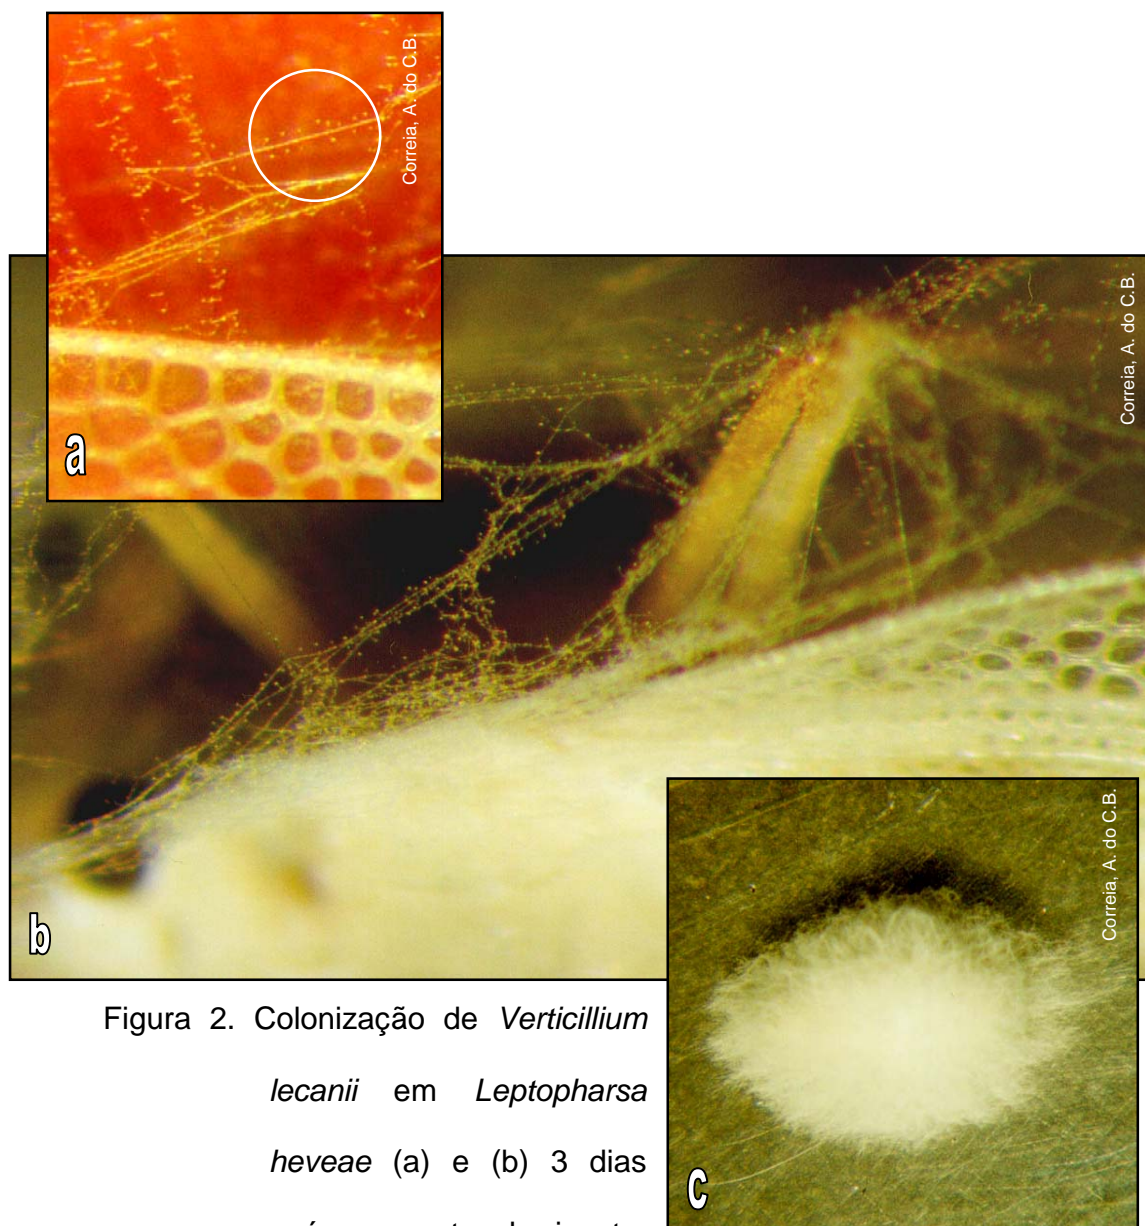 Correia, A. do C.B.
a
Correia, A. do C.B.
b
Correia, A. do C.B.
c
Figura 2. Colonização de Verticillium
lecanii em Leptopharsa
heveae (a) e (b) 3 dias